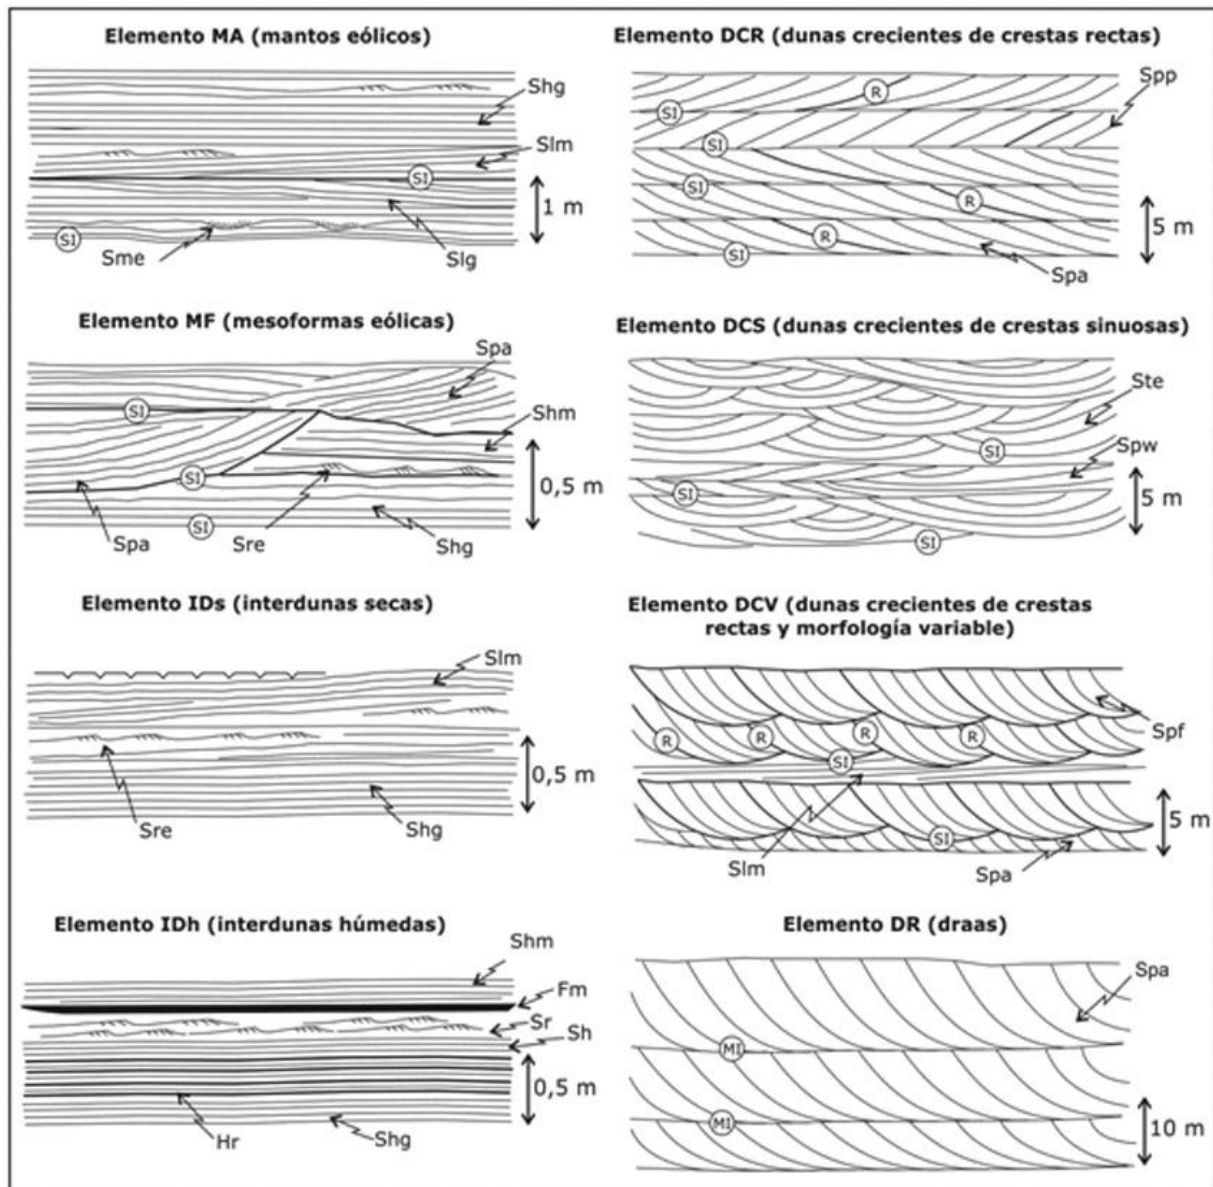 Elemento MA (mantos eólicos)
Shg
Slm
SI
1 m
SI
Sme
Slg
Elemento DCR (dunas crecientes de crestas rectas)
Spp
R
SI
SI
SI
R
R
SI
5 m
Spa
Elemento MF (mesoformas eólicas)
Spa
SI
Shm
SI
0,5 m
SI
Spa
Sre
Shg
Elemento DCS (dunas crecientes de crestas sinuosas)
Ste
SI
Spw
SI
5 m
SI
Elemento IDs (interdunas secas)
Slm
0,5 m
Sre
Shg
Elemento DCV (dunas crecientes de crestas
rectas y morfología variable)
Spf
R
R
R
R
SI
5 m
SI
Slm
Spa
Elemento IDh (interdunas húmedas)
Shm
Fm
Sr
Sh
0,5 m
Hr
Shg
Elemento DR (draas)
Spa
MI
MI
10 m